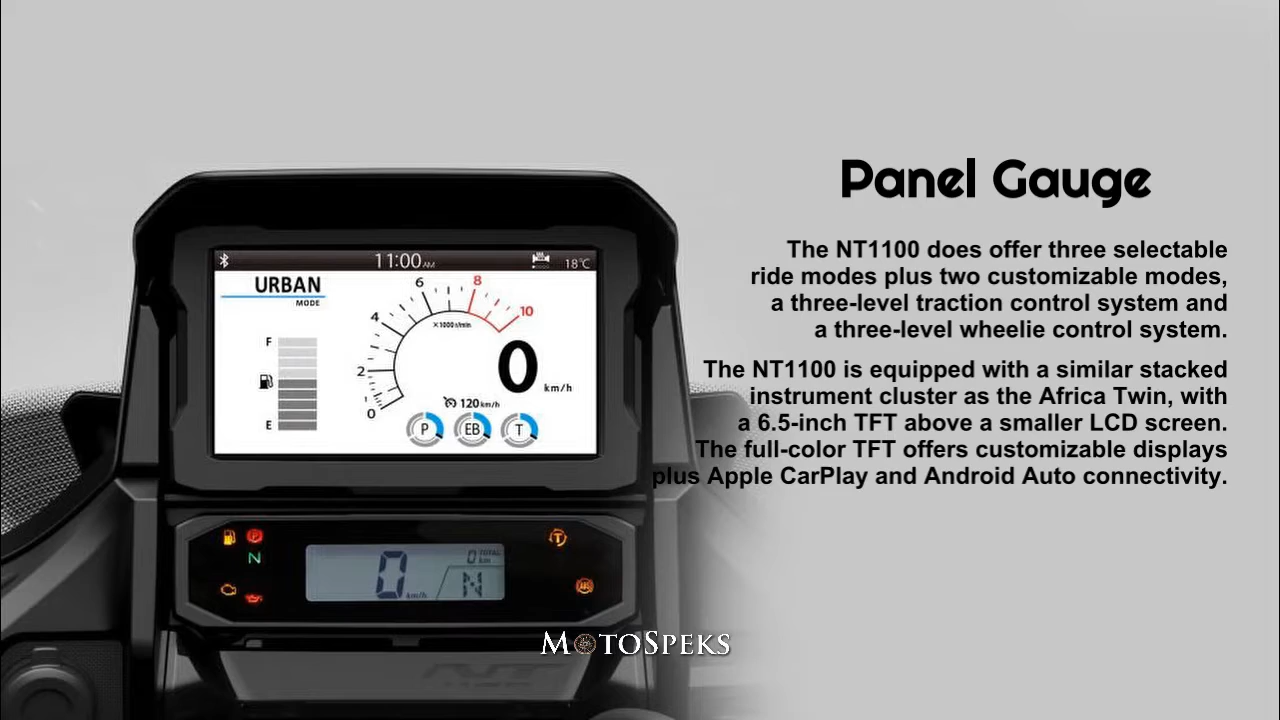 Panel Gauge
The NT1100 does offer three selectable
ride modes plus two customizable modes,
a three-level traction control system and
a three-level wheelie control system.
The NT1100 is equipped with a similar stacked
instrument cluster as the Africa Twin, with
a 6.5-inch TFT above a smaller LCD screen.
The full-color TFT offers customizable displays
plus Apple CarPlay and Android Auto connectivity.
11:00 AM 18°C
URBAN
MODE
F
E
0 2 4 6 8 10
×1000 r/min
0 km/h
120 km/h
P EB T
P
N
T
ABS
0 km/h
0 TOTAL km
N
MOTOSPEKS
NT